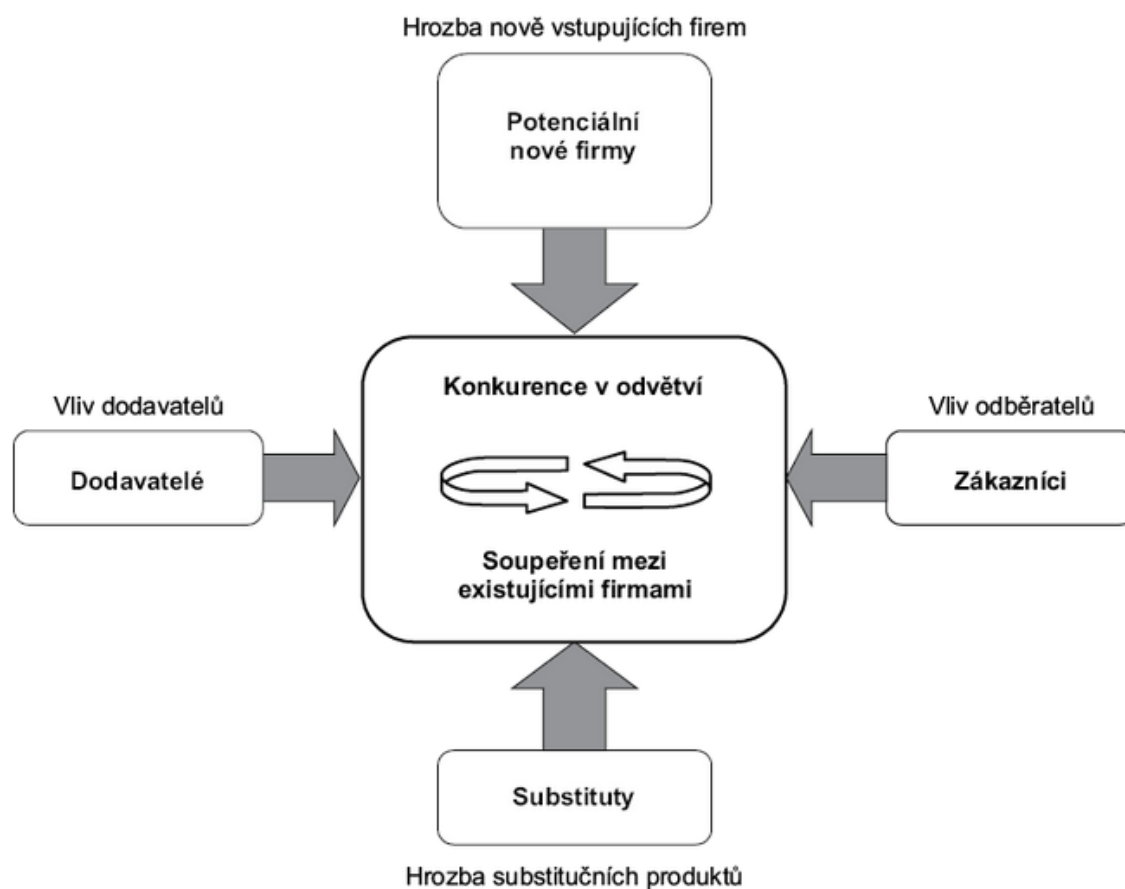 Hrozba nově vstupujících firem
Potenciální
nové firmy
Konkurence v odvětví
Vliv dodavatelů
Dodavatelé
Vliv odběratelů
Zákazníci
Soupeření mezi
existujícími firmami
Substituty
Hrozba substitučních produktů